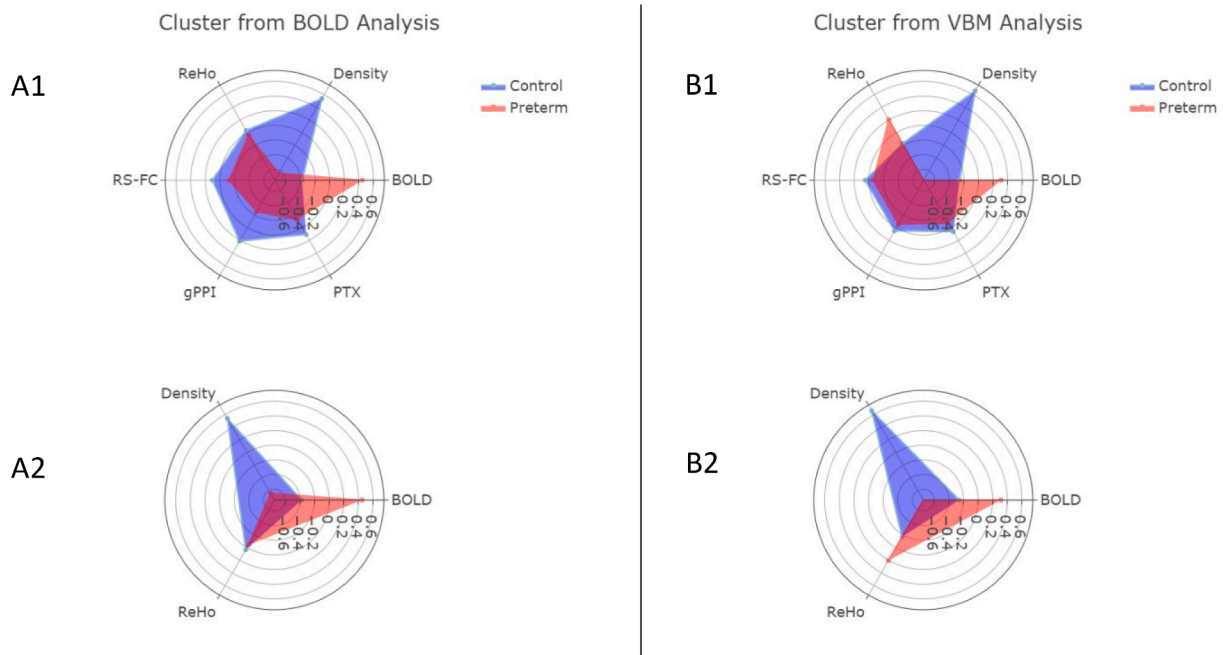 Cluster from BOLD Analysis
A1
ReHo
Density
RS-FC
BOLD
gPPI
PTX
−0.6
−0.4
−0.2
0
0.2
0.4
0.6
Control
Preterm
A2
Density
BOLD
ReHo
−0.6
−0.4
−0.2
0
0.2
0.4
0.6
Cluster from VBM Analysis
B1
ReHo
Density
RS-FC
BOLD
gPPI
PTX
−0.6
−0.4
−0.2
0
0.2
0.4
0.6
Control
Preterm
B2
Density
BOLD
ReHo
−0.6
−0.4
−0.2
0
0.2
0.4
0.6